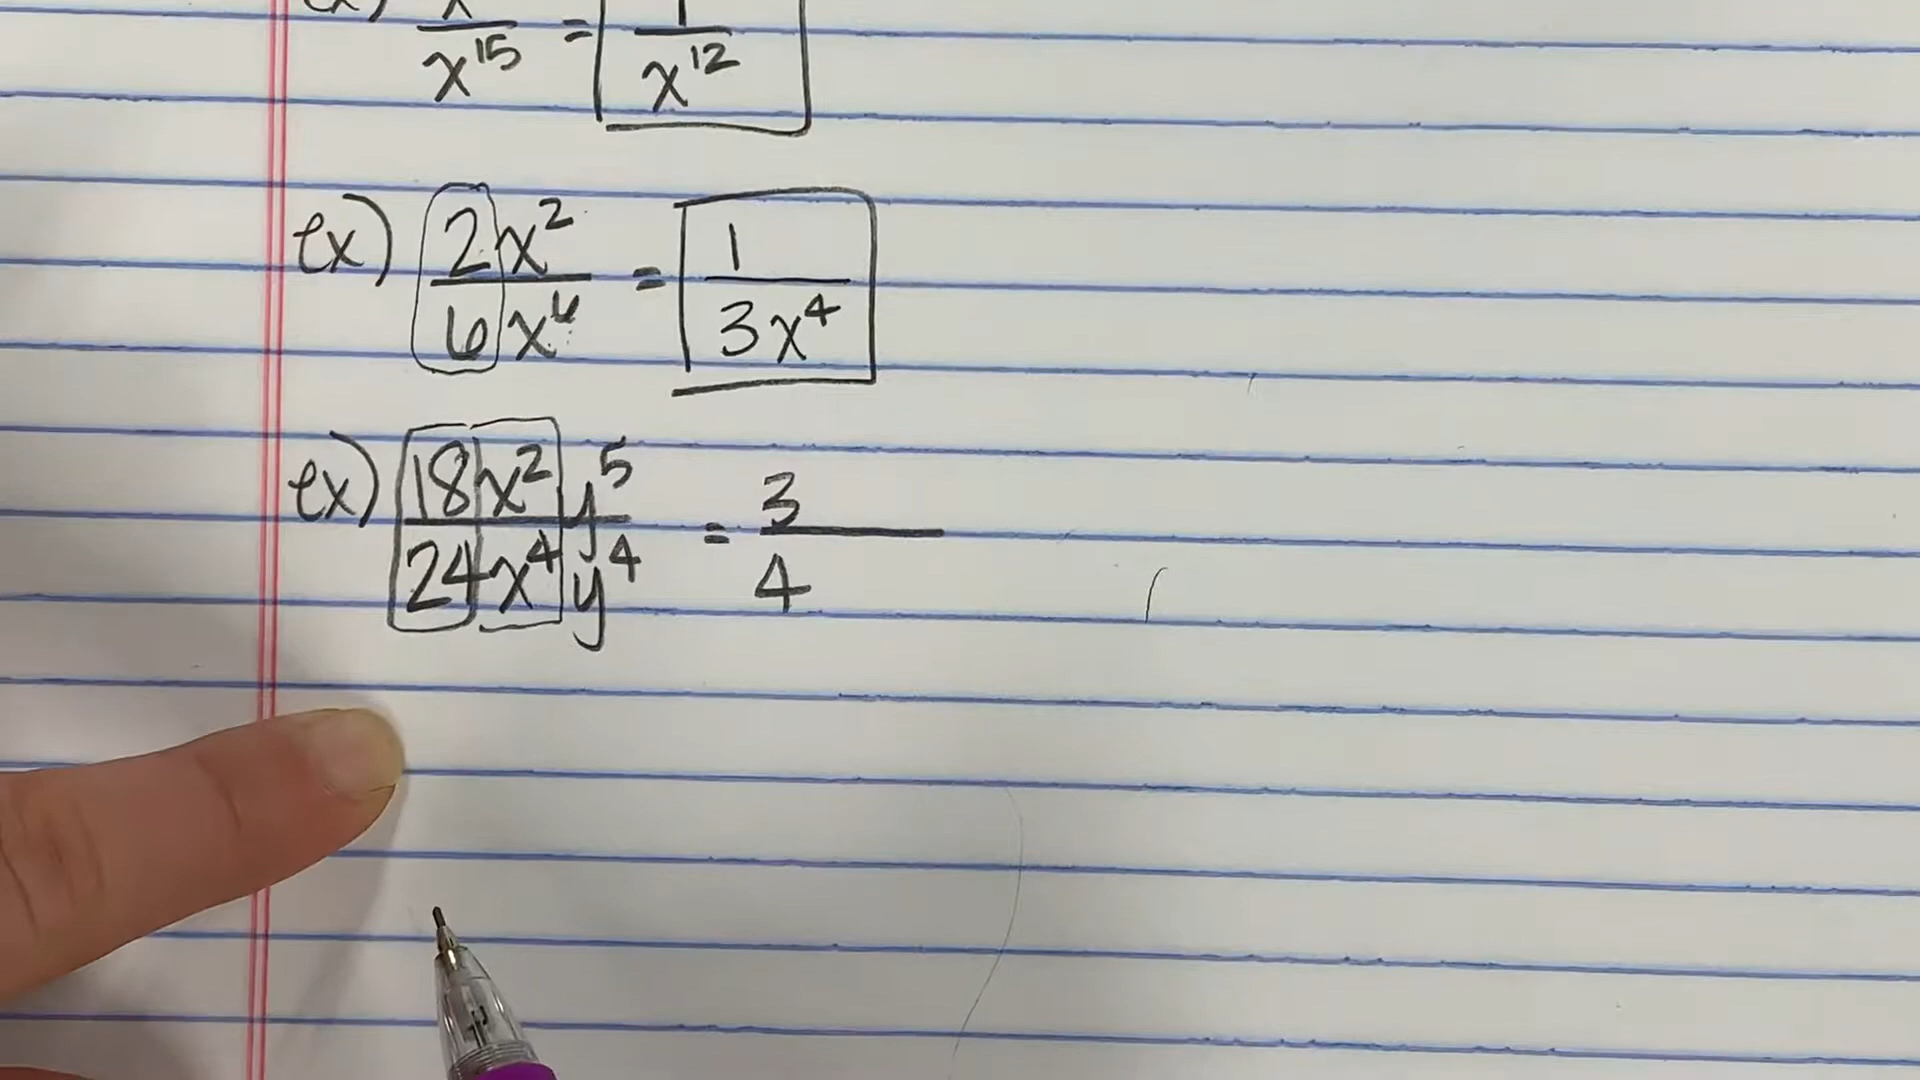 x^15 = 1/x^12
ex) 2x^2/6x^6 = 1/3x^4
ex) 18x^2y^5/24x^4y^4 = 3/4